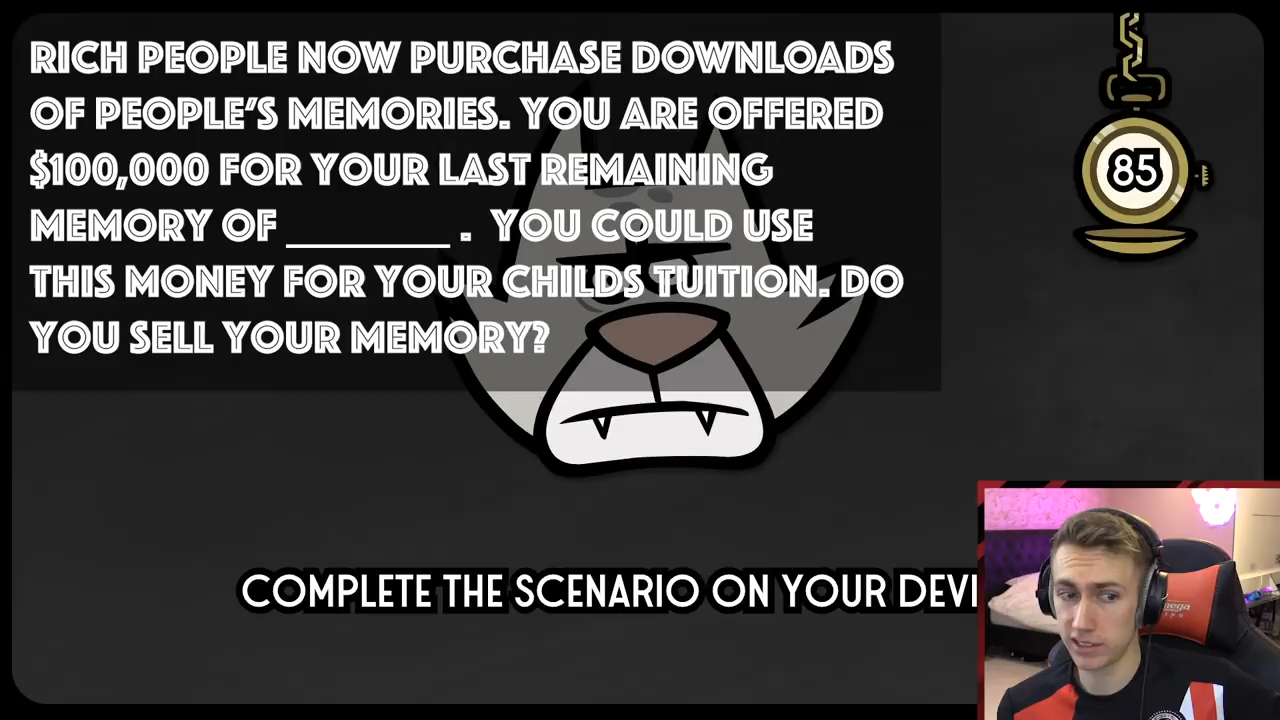 RICH PEOPLE NOW PURCHASE DOWNLOADS
OF PEOPLE'S MEMORIES. YOU ARE OFFERED
$100,000 FOR YOUR LAST REMAINING
MEMORY OF ________ . YOU COULD USE
THIS MONEY FOR YOUR CHILDS TUITION. DO
YOU SELL YOUR MEMORY?
85
COMPLETE THE SCENARIO ON YOUR DEVI